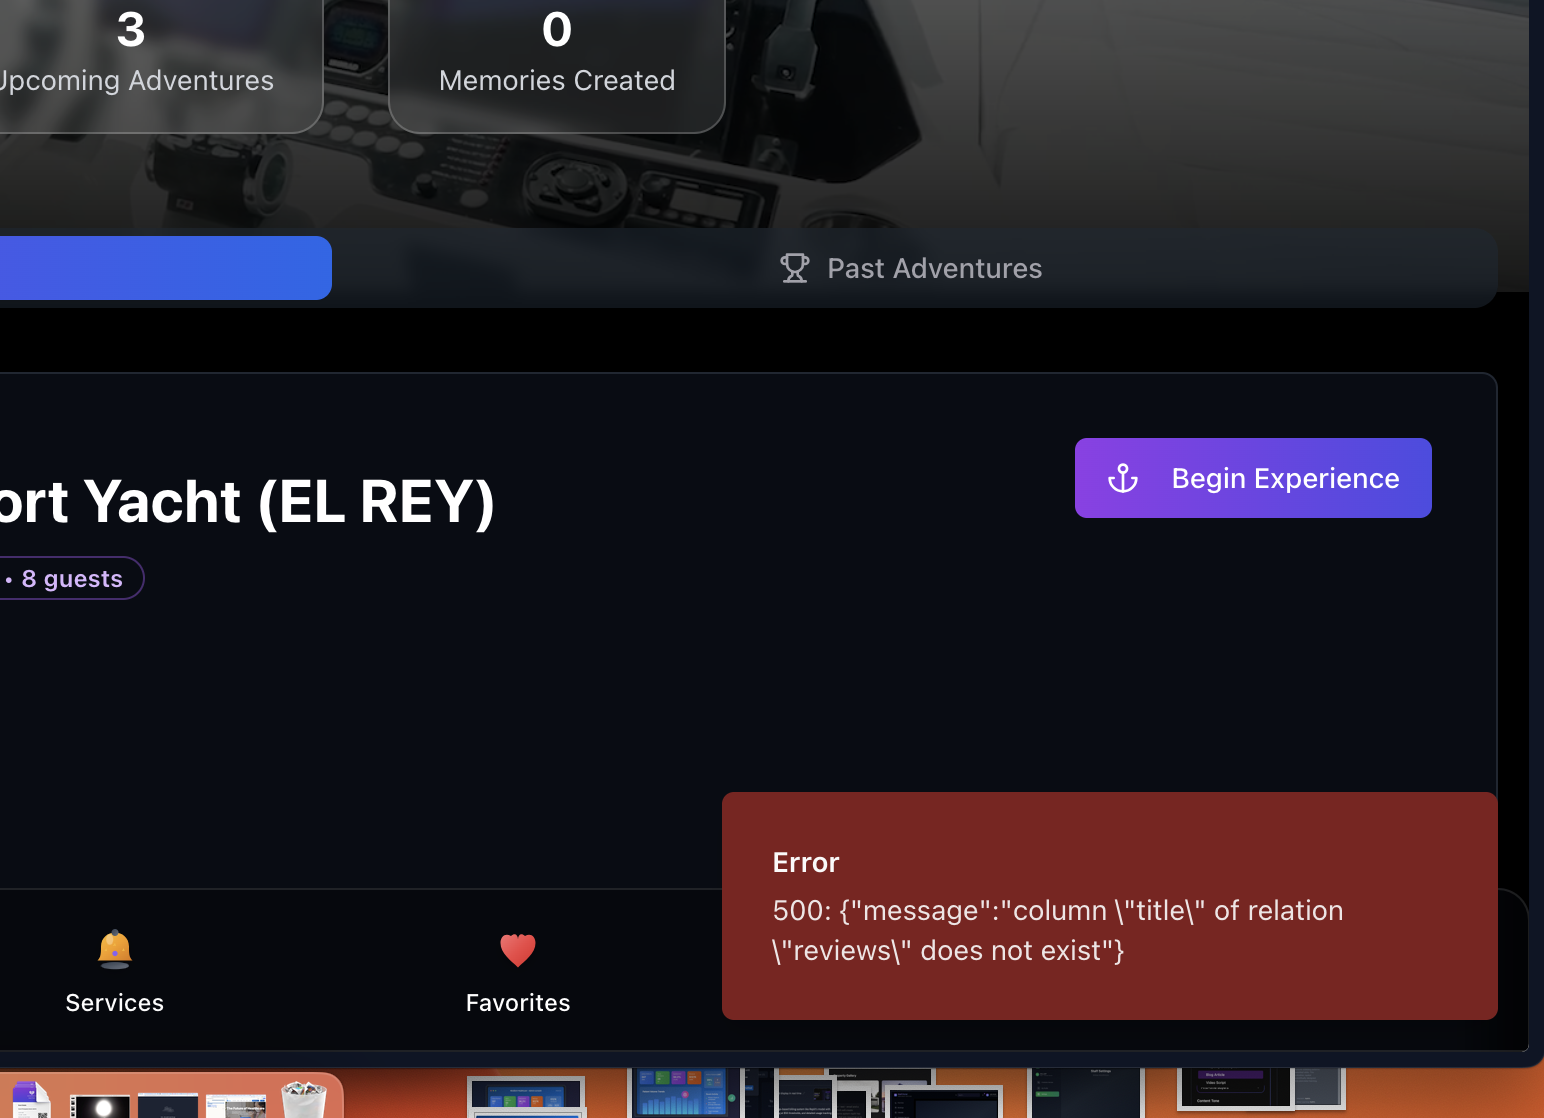 3
0
Upcoming Adventures
Memories Created
Past Adventures
Begin Experience
ort Yacht (EL REY)
• 8 guests
Error
500: {"message":"column \"title\" of relation
\"reviews\" does not exist"}
Services
Favorites